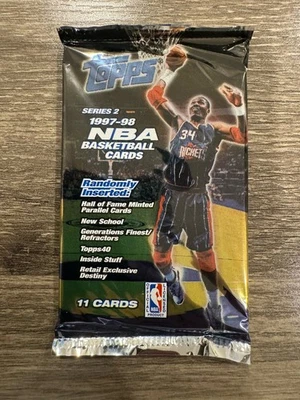 TOPPS
SERIES 2
1997-98
NBA
BASKETBALL
CARDS
34
ROCKETS
Randomly
Inserted:
Hall of Fame Minted
Parallel Cards
New School
Generations Finest/
Refractors
Topps40
Inside Stuff
Retail Exclusive
Destiny
11 CARDS
NBA